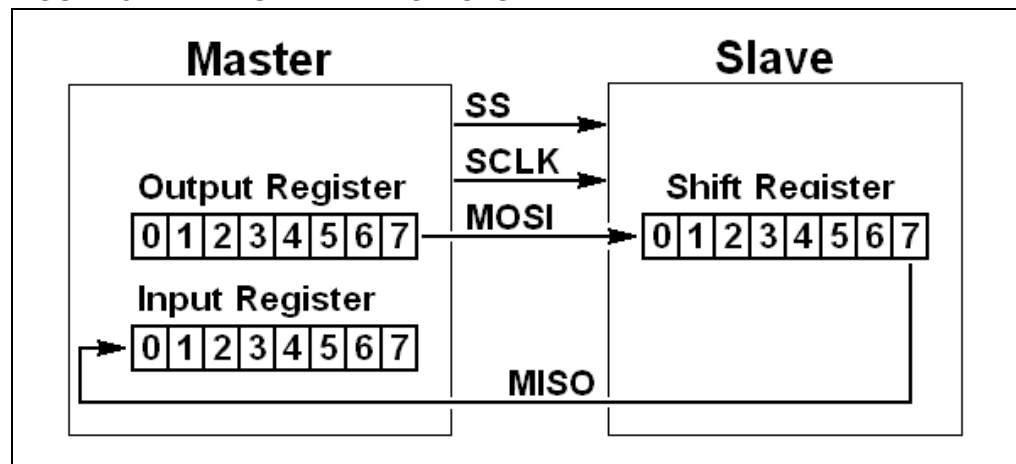 Master
Slave
SS
SCLK
MOSI
Output Register
0 1 2 3 4 5 6 7
Shift Register
0 1 2 3 4 5 6 7
Input Register
0 1 2 3 4 5 6 7
MISO